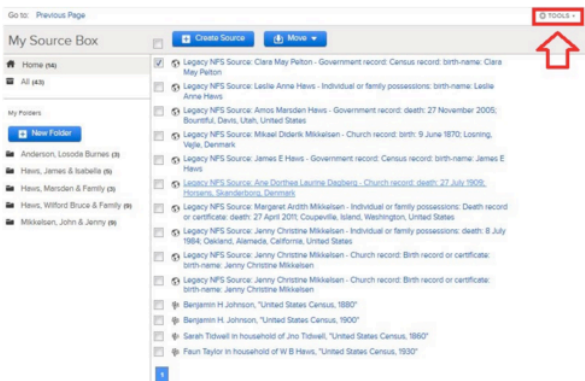 Go to: Previous Page
TOOLS
My Source Box
Create Source
Move
Home (14)
All (43)
My Folders
New Folder
Anderson, Losoda Burnes (3)
Haws, James & Isabella (5)
Haws, Marsden & Family (3)
Haws, Wilford Bruce & Family (9)
Mikkelsen, John & Jenny (9)
Legacy NFS Source: Clara May Pelton - Government record: Census record: birth-name: Clara
May Pelton
Legacy NFS Source: Leslie Anne Haws - Individual or family possessions: birth-name: Leslie
Anne Haws
Legacy NFS Source: Amos Marsden Haws - Government record: death: 27 November 2005;
Bountiful, Davis, Utah, United States
Legacy NFS Source: Mikael Diderik Mikkelsen - Church record: birth: 9 June 1870; Losning,
Vejle, Denmark
Legacy NFS Source: James E Haws - Government record: Census record: birth-name: James E
Haws
Legacy NFS Source: Ane Dorthea Laurine Dagberg - Church record: death: 27 July 1909;
Horsens, Skanderborg, Denmark
Legacy NFS Source: Margaret Ardith Mikkelsen - Individual or family possessions: Death record
or certificate: death: 27 April 2011; Coupeville, Island, Washington, United States
Legacy NFS Source: Jenny Christine Mikkelsen - Individual or family possessions: death: 8 July
1984; Oakland, Alameda, California, United States
Legacy NFS Source: Jenny Christine Mikkelsen - Church record: Birth record or certificate:
birth-name: Jenny Christine Mikkelsen
Legacy NFS Source: Jenny Christine Mikkelsen - Church record: Birth record or certificate:
birth-name: Jenny Christine Mikkelsen
Benjamin H Johnson, "United States Census, 1880"
Benjamin H. Johnson, "United States Census, 1900"
Sarah Tidwell in household of Jno Tidwell, "United States Census, 1860"
Faun Taylor in household of W B Haws, "United States Census, 1930"
1